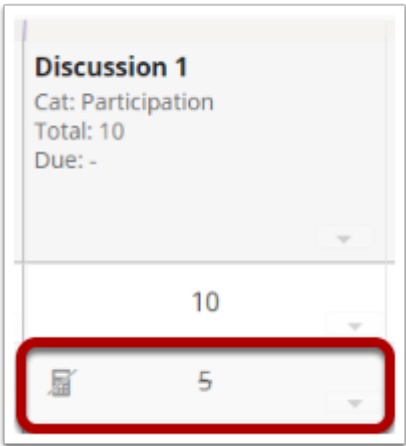 Discussion 1
Cat: Participation
Total: 10
Due: -
10
5